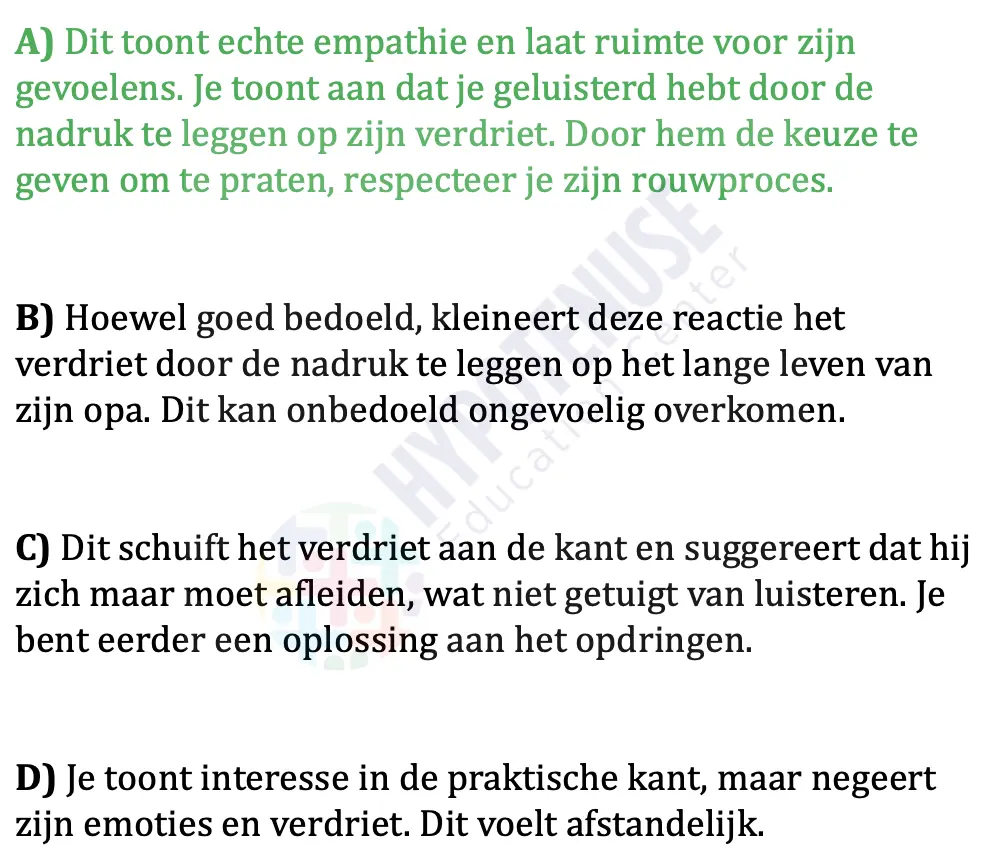 A) Dit toont echte empathie en laat ruimte voor zijn
gevoelens. Je toont aan dat je geluisterd hebt door de
nadruk te leggen op zijn verdriet. Door hem de keuze te
geven om te praten, respecteer je zijn rouwproces.
B) Hoewel goed bedoeld, kleineert deze reactie het
verdriet door de nadruk te leggen op het lange leven van
zijn opa. Dit kan onbedoeld ongevoelig overkomen.
C) Dit schuift het verdriet aan de kant en suggereert dat hij
zich maar moet afleiden, wat niet getuigt van luisteren. Je
bent eerder een oplossing aan het opdringen.
D) Je toont interesse in de praktische kant, maar negeert
zijn emoties en verdriet. Dit voelt afstandelijk.
HYPOTENUSE
Education Center